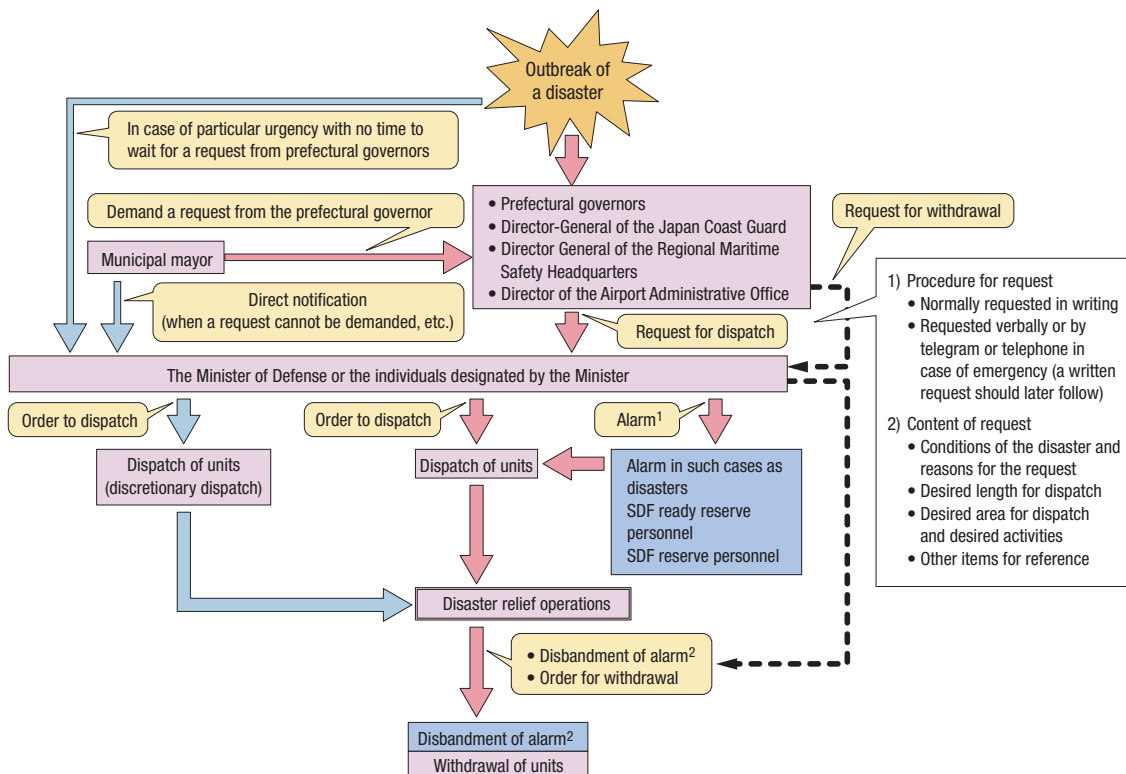 Outbreak of
a disaster
In case of particular urgency with no time to
wait for a request from prefectural governors
Demand a request from the prefectural governor
• Prefectural governors
• Director-General of the Japan Coast Guard
• Director General of the Regional Maritime
Safety Headquarters
• Director of the Airport Administrative Office
Request for withdrawal
Municipal mayor
Direct notification
(when a request cannot be demanded, etc.)
Request for dispatch
1) Procedure for request
• Normally requested in writing
• Requested verbally or by
telegram or telephone in
case of emergency (a written
request should later follow)
2) Content of request
• Conditions of the disaster and
reasons for the request
• Desired length for dispatch
• Desired area for dispatch
and desired activities
• Other items for reference
The Minister of Defense or the individuals designated by the Minister
Order to dispatch
Order to dispatch
Alarm1
Dispatch of units
(discretionary dispatch)
Dispatch of units
Alarm in such cases as
disasters
SDF ready reserve
personnel
SDF reserve personnel
Disaster relief operations
• Disbandment of alarm2
• Order for withdrawal
Disbandment of alarm2
Withdrawal of units